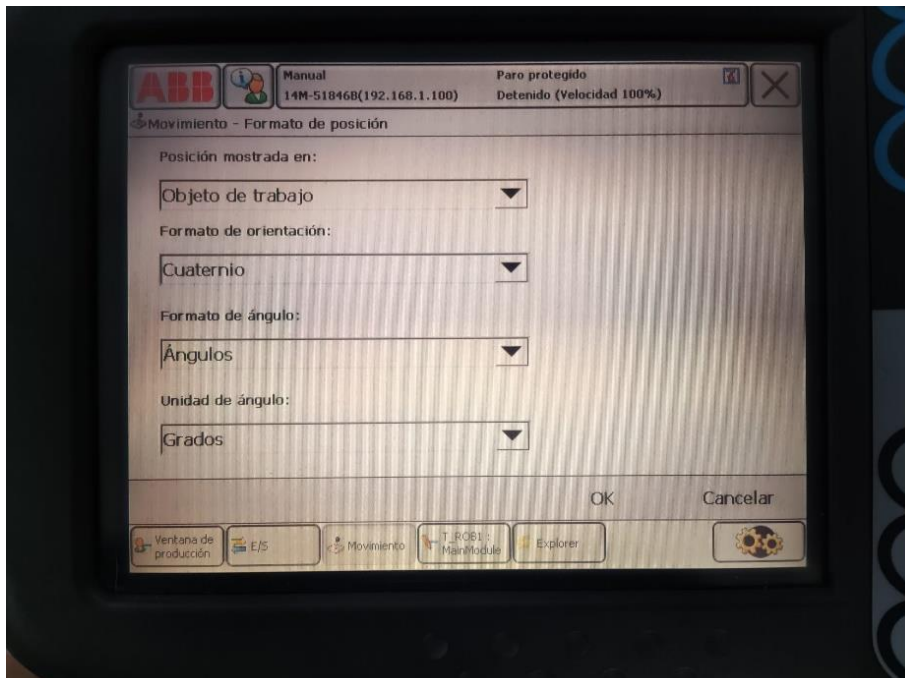 ABB
Manual
14M-51846B(192.168.1.100)
Paro protegido
Detenido (Velocidad 100%)
Movimiento - Formato de posición
Posición mostrada en:
Objeto de trabajo
Formato de orientación:
Cuaternio
Formato de ángulo:
Ángulos
Unidad de ángulo:
Grados
OK
Cancelar
Ventana de
producción
E/S
Movimiento
T_ROB1 :
MainModule
Explorer